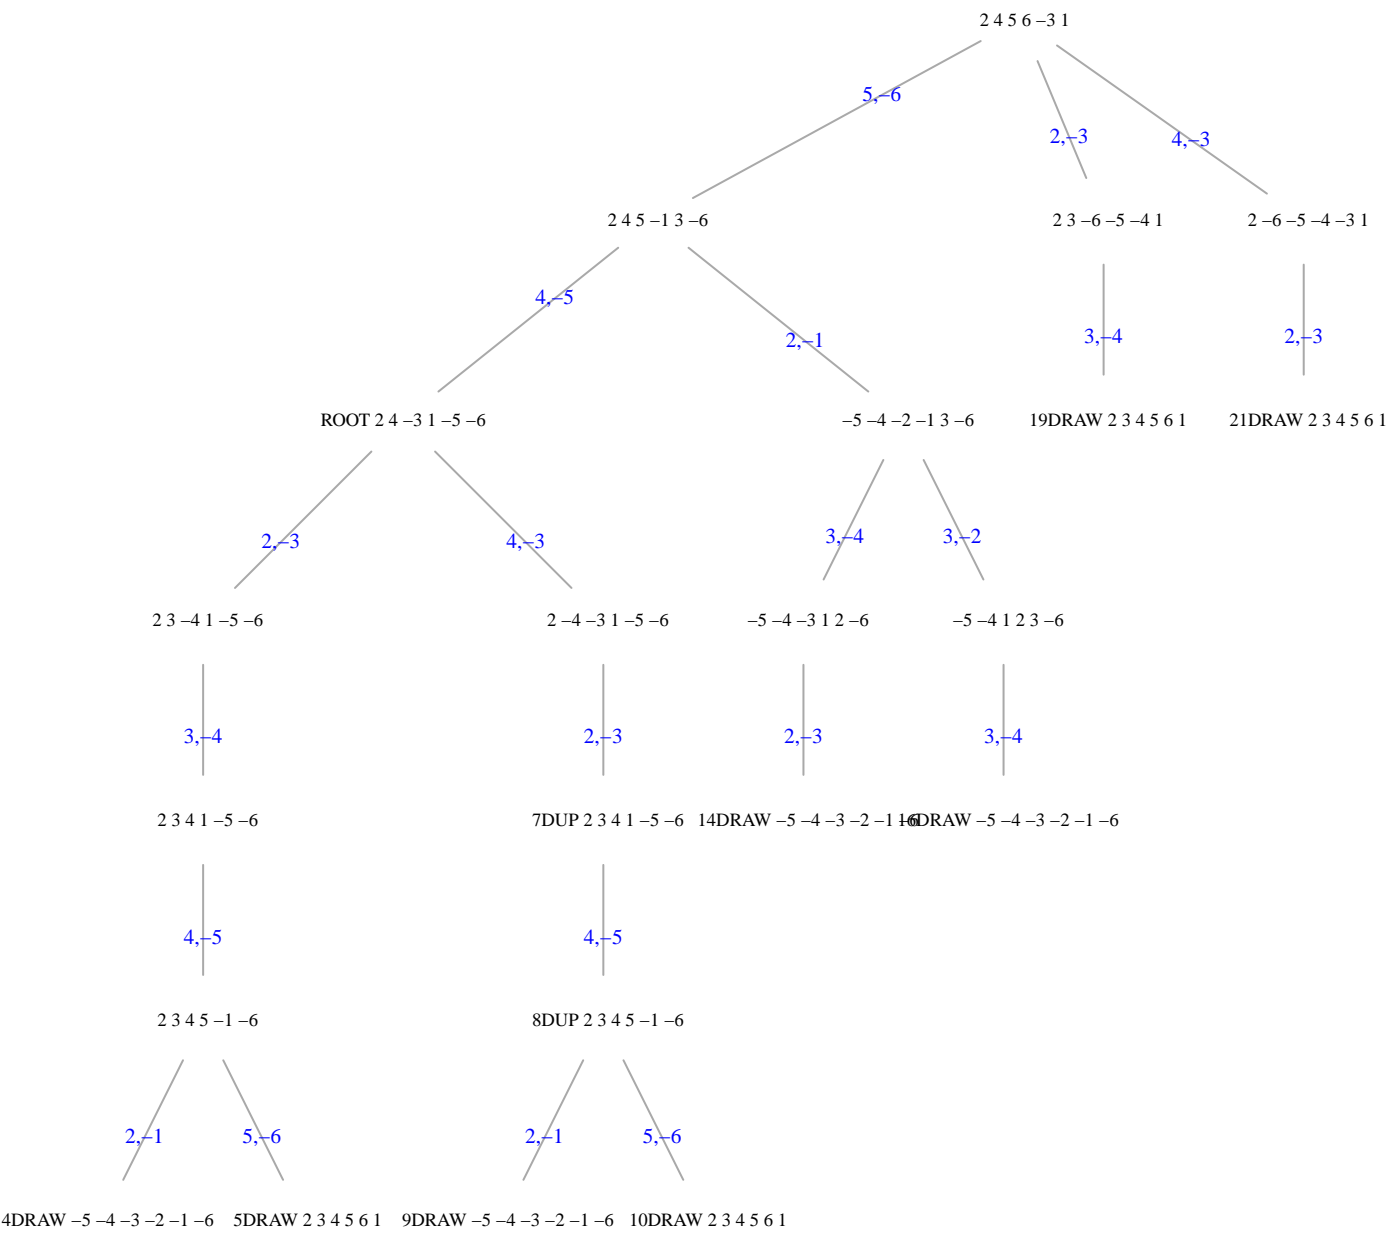 2 4 5 6 –3 1
5,–6
2,–3
4,–3
2 4 5 –1 3 –6
2 3 –6 –5 –4 1
2 –6 –5 –4 –3 1
4,–5
2,–1
3,–4
2,–3
ROOT 2 4 –3 1 –5 –6
–5 –4 –2 –1 3 –6
19DRAW 2 3 4 5 6 1
21DRAW 2 3 4 5 6 1
2,–3
4,–3
3,–4
3,–2
2 3 –4 1 –5 –6
2 –4 –3 1 –5 –6
–5 –4 –3 1 2 –6
–5 –4 1 2 3 –6
3,–4
2,–3
2,–3
3,–4
2 3 4 1 –5 –6
7DUP 2 3 4 1 –5 –6
14DRAW –5 –4 –3 –2 –1 –6
16DRAW –5 –4 –3 –2 –1 –6
4,–5
4,–5
2 3 4 5 –1 –6
8DUP 2 3 4 5 –1 –6
2,–1
5,–6
2,–1
5,–6
4DRAW –5 –4 –3 –2 –1 –6
5DRAW 2 3 4 5 6 1
9DRAW –5 –4 –3 –2 –1 –6
10DRAW 2 3 4 5 6 1